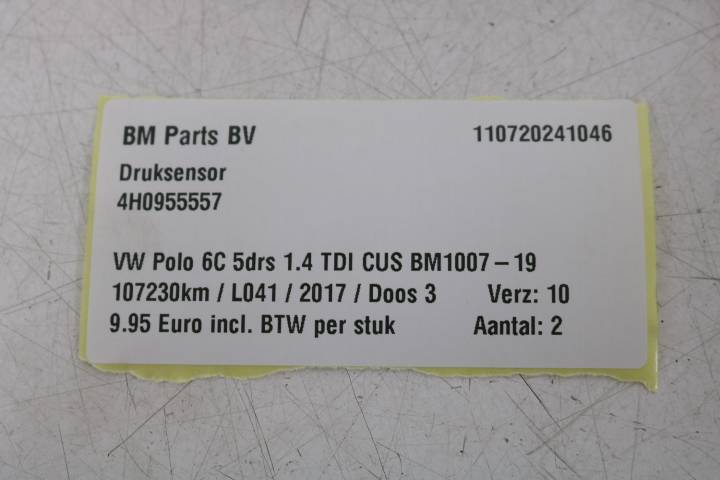 BM Parts BV 110720241046
Druksensor
4H0955557
VW Polo 6C 5drs 1.4 TDI CUS BM1007-19
107230km / L041 / 2017 / Doos 3 Verz: 10
9.95 Euro incl. BTW per stuk Aantal: 2